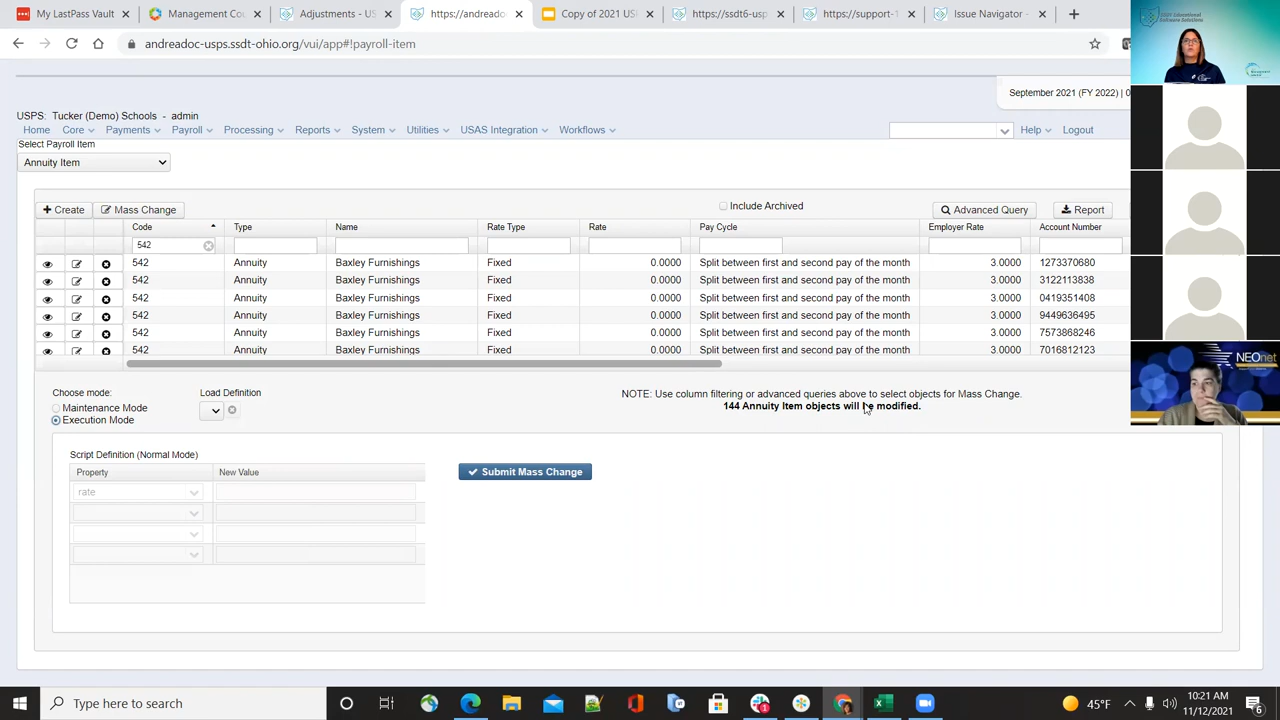 My LastPass Vault
Management Co
Adjustments - US
https://andreadoc
Copy of 2021 US
https://ssdt6-us
https://support-1
Issue Navigator -
andreadoc-usps.ssdt-ohio.org/vui/app#!payroll-item
SSDT Educational
Software Solutions
September 2021 (FY 2022) | 0
USPS: Tucker (Demo) Schools - admin
Home Core Payments Payroll Processing Reports System Utilities USAS Integration Workflows Help Logout
Select Payroll Item
Annuity Item
Create Mass Change Include Archived Advanced Query Report
Code Type Name Rate Type Rate Pay Cycle Employer Rate Account Number
542
542 Annuity Baxley Furnishings Fixed 0.0000 Split between first and second pay of the month 3.0000 1273370680
542 Annuity Baxley Furnishings Fixed 0.0000 Split between first and second pay of the month 3.0000 3122113838
542 Annuity Baxley Furnishings Fixed 0.0000 Split between first and second pay of the month 3.0000 0419351408
542 Annuity Baxley Furnishings Fixed 0.0000 Split between first and second pay of the month 3.0000 9449636495
542 Annuity Baxley Furnishings Fixed 0.0000 Split between first and second pay of the month 3.0000 7573868246
542 Annuity Baxley Furnishings Fixed 0.0000 Split between first and second pay of the month 3.0000 7016812123
NEOnet
Choose mode: Load Definition
NOTE: Use column filtering or advanced queries above to select objects for Mass Change.
Maintenance Mode
144 Annuity Item objects will be modified.
Execution Mode
Script Definition (Normal Mode)
Property New Value
Submit Mass Change
rate
Type here to search
45°F
10:21 AM
11/12/2021
6